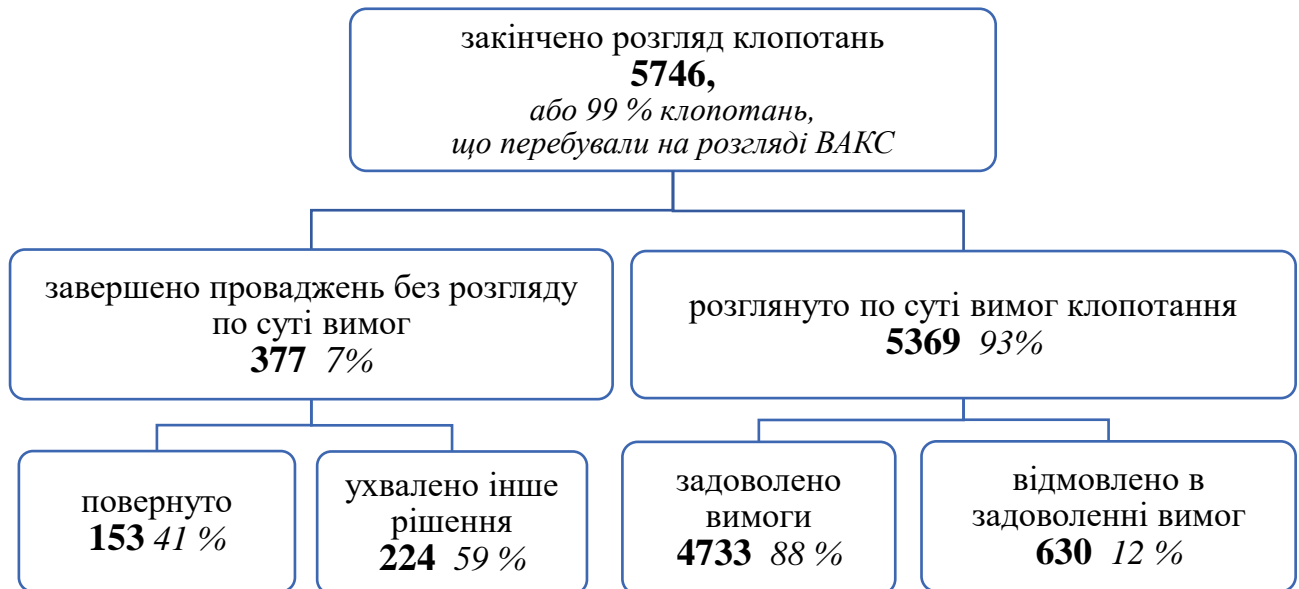 закінчено розгляд клопотань
5746,
або 99 % клопотань,
що перебували на розгляді ВАКС
завершено проваджень без розгляду
по суті вимог
377 7%
розглянуто по суті вимог клопотання
5369 93%
повернуто
153 41 %
ухвалено інше
рішення
224 59 %
задоволено
вимоги
4733 88 %
відмовлено в
задоволенні вимог
630 12 %